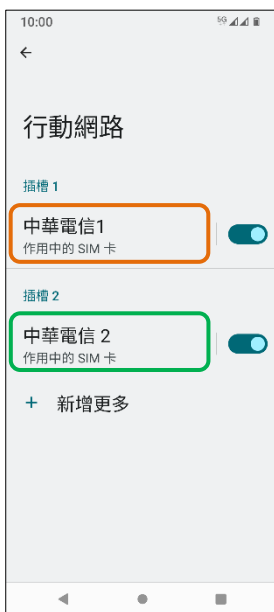 10:00 5G
行動網路
插槽 1
中華電信1
作用中的 SIM 卡
插槽 2
中華電信 2
作用中的 SIM 卡
+ 新增更多